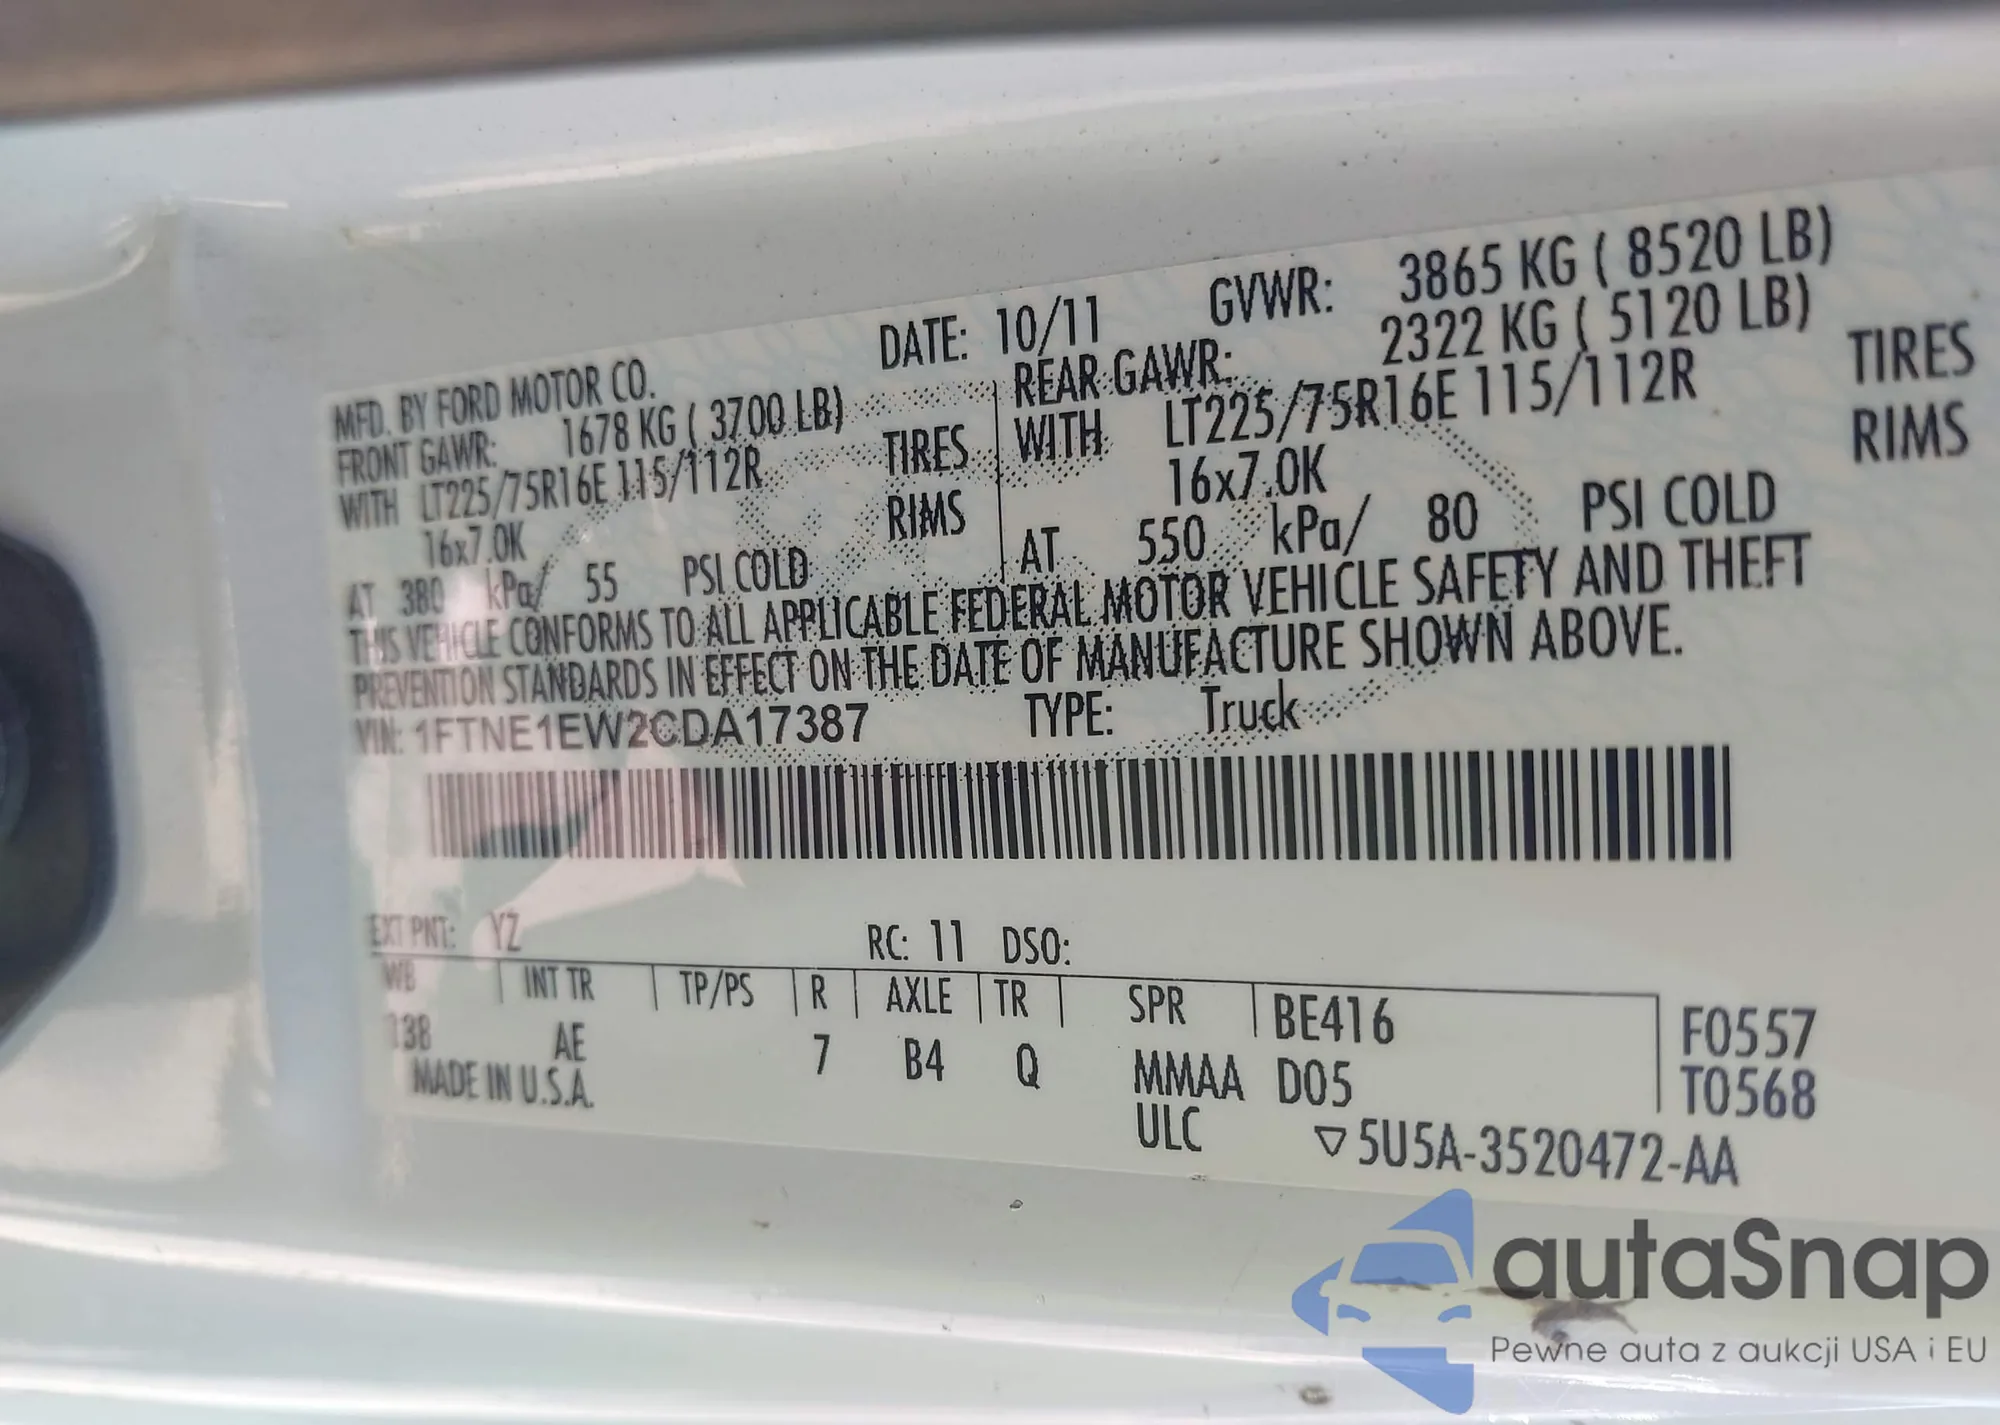 MFD. BY FORD MOTOR CO. DATE: 10/11 GVWR: 3865 KG ( 8520 LB)
FRONT GAWR: 1678 KG ( 3700 LB) REAR GAWR: 2322 KG ( 5120 LB)
WITH LT225/75R16E 115/112R TIRES WITH LT225/75R16E 115/112R TIRES
16x7.0K RIMS 16x7.0K RIMS
AT 380 kPa/ 55 PSI COLD AT 550 kPa/ 80 PSI COLD
THIS VEHICLE CONFORMS TO ALL APPLICABLE FEDERAL MOTOR VEHICLE SAFETY AND THEFT
PREVENTION STANDARDS IN EFFECT ON THE DATE OF MANUFACTURE SHOWN ABOVE.
VIN: 1FTNE1EW2CDA17387 TYPE: Truck
EXT PNT: YZ RC: 11 DSO:
WB INT TR TP/PS R AXLE TR SPR BE416 F0557
138 AE 7 B4 Q MMAA D05 T0568
MADE IN U.S.A. ULC ▽5U5A-3520472-AA
autaSnap
Pewne auta z aukcji USA i EU